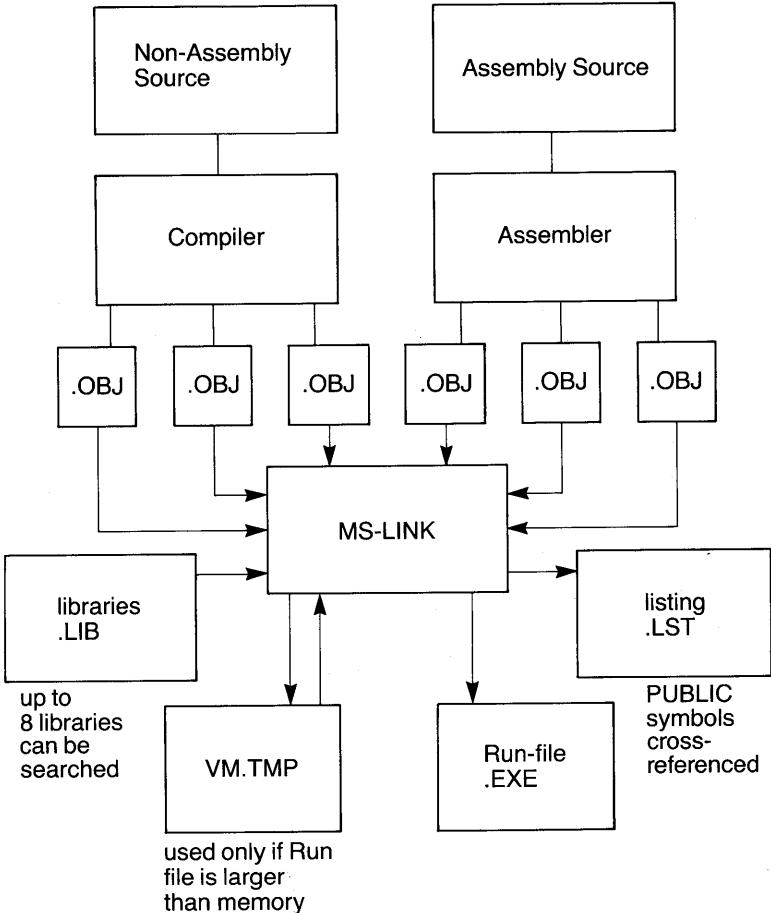 Non-Assembly
Source
Assembly Source
Compiler
Assembler
.OBJ
.OBJ
.OBJ
.OBJ
.OBJ
.OBJ
MS-LINK
libraries
.LIB
listing
.LST
up to
8 libraries
can be
searched
PUBLIC
symbols
cross-
referenced
VM.TMP
Run-file
.EXE
used only if Run
file is larger
than memory